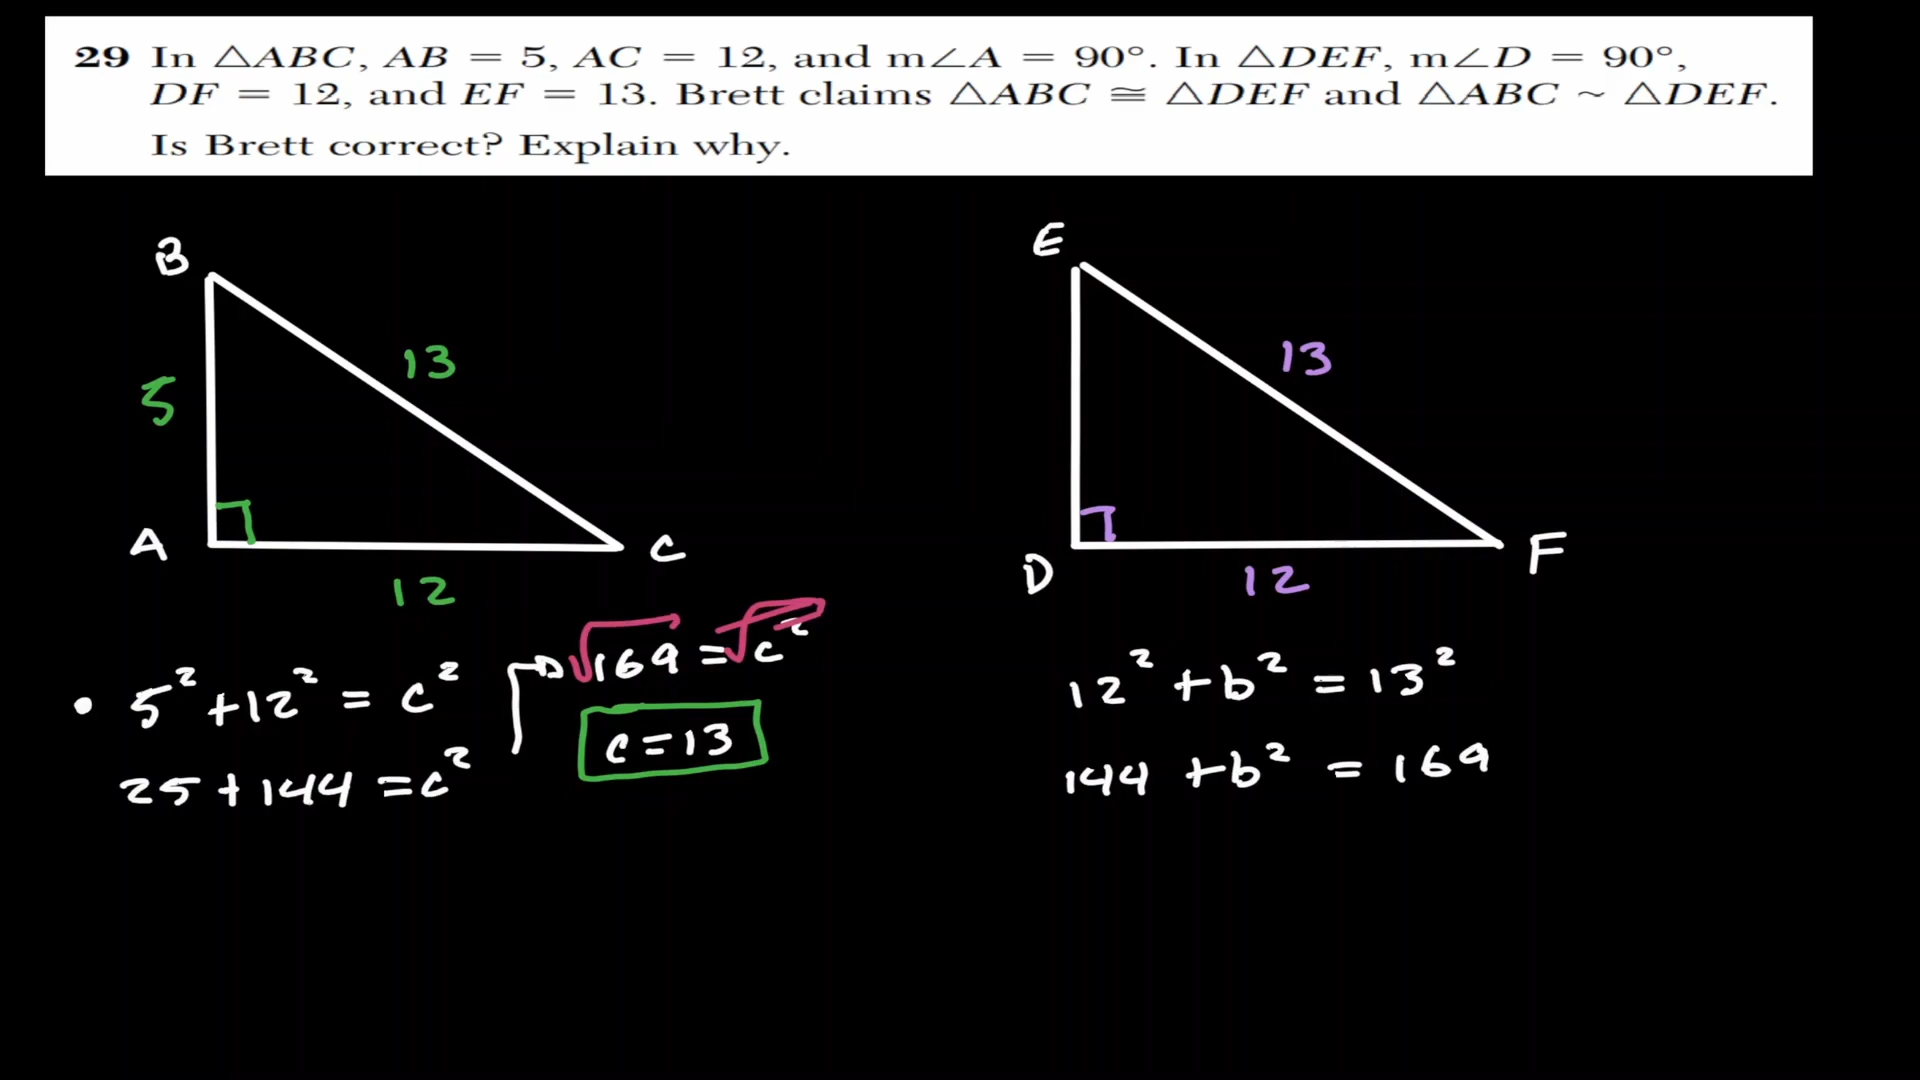 29 In △ABC, AB = 5, AC = 12, and m∠A = 90°. In △DEF, m∠D = 90°,
DF = 12, and EF = 13. Brett claims △ABC ≅ △DEF and △ABC ~ △DEF.
Is Brett correct? Explain why.
B
E
13
13
5
A
C
D
F
12
12
√169 = √c²
• 5² + 12² = c²
12² + b² = 13²
c = 13
25 + 144 = c²
144 + b² = 169